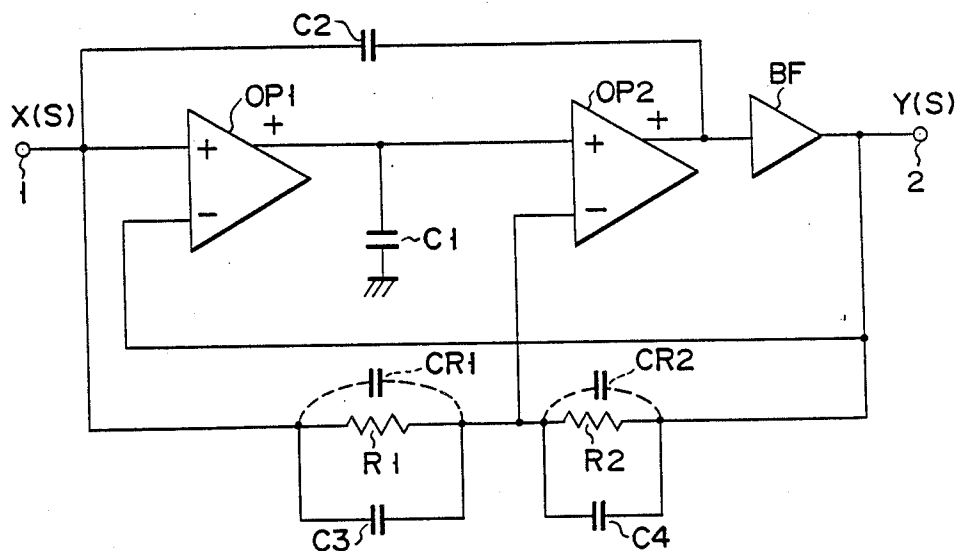 C2
X(S)
OP1
+
OP2
+
BF
Y(S)
+
−
+
−
1
2
C1
CR1
CR2
R1
R2
C3
C4